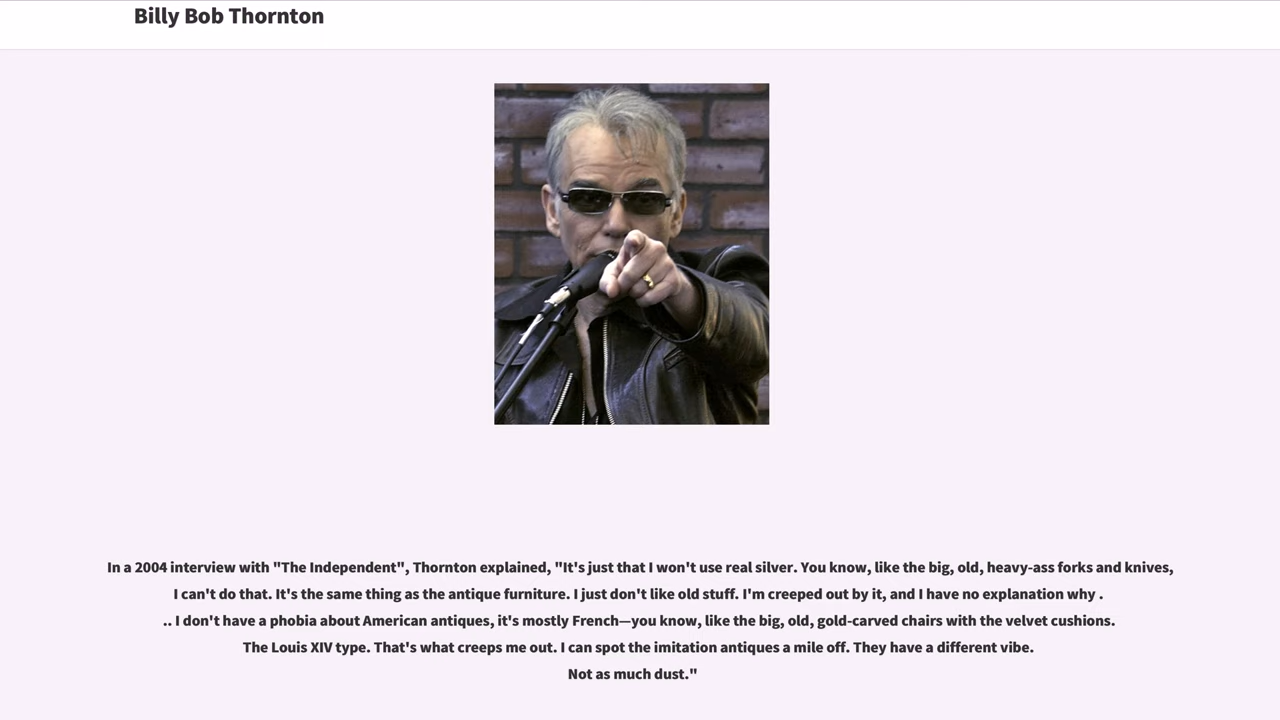 Billy Bob Thornton
In a 2004 interview with "The Independent", Thornton explained, "It's just that I won't use real silver. You know, like the big, old, heavy-ass forks and knives,
I can't do that. It's the same thing as the antique furniture. I just don't like old stuff. I'm creeped out by it, and I have no explanation why .
.. I don't have a phobia about American antiques, it's mostly French—you know, like the big, old, gold-carved chairs with the velvet cushions.
The Louis XIV type. That's what creeps me out. I can spot the imitation antiques a mile off. They have a different vibe.
Not as much dust."